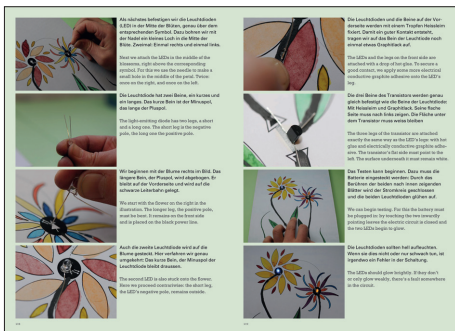 Als nächstes befestigen wir die Leuchtdioden
(LED) in der Mitte der Blüten, genau über dem
entsprechenden Symbol. Dazu bohren wir mit
der Nadel ein kleines Loch in die Mitte der
Blüte. Zweimal: Einmal rechts und einmal links.
Next we attach the LEDs in the middle of the
blossoms, right above the corresponding
symbol. For this we use the needle to make a
small hole in the middle of the petal. Twice:
once on the right, and once on the left.
Die Leuchtdiode hat zwei Beine, ein kurzes und
ein langes. Das kurze Bein ist der Minuspol,
das lange der Pluspol.
The light-emitting diode has two legs, a short
and a long one. The short leg is the negative
pole, the long one the positive pole.
Wir beginnen mit der Blume rechts im Bild. Das
längere Bein, der Pluspol, wird abgebogen. Er
bleibt auf der Vorderseite und wird auf die
schwarze Leiterbahn gelegt.
We start with the flower on the right in the
illustration. The longer leg, the positive pole,
must be bent; it remains on the front side
and is placed on the black power line.
Auch die zweite Leuchtdiode wird auf die
Blume gesteckt. Hier verfahren wir genau
umgekehrt: Das kurze Bein, der Minuspol der
Leuchtdiode bleibt draussen.
The second LED is also stuck onto the flower.
Here we proceed contrariwise: the short leg,
the LED's negative pole, remains outside.
Die Leuchtdioden und die Beine auf der Vor-
derseite werden mit einem Tropfen Heissleim
fixiert. Damit ein guter Kontakt entsteht,
tragen wir auf das Bein der Leuchtdiode noch
einmal etwas Graphitlack auf.
The LEDs and the legs on the front side are
attached with a drop of hot glue. To secure a
good contact, we apply some more electrical
conductive graphite adhesive onto the LED's
leg.
Die drei Beine des Transistors werden genau
gleich befestigt wie die Beine der Leuchtdiode:
Mit Heissleim und Graphitlack. Seine flache
Seite muss nach links zeigen. Die Fläche unter
dem Transistor muss weiss bleiben
The three legs of the transistor are attached
exactly the same way as the LED's legs: with hot
glue and electrically conductive graphite adhe-
sive. The transistor's flat side must point to the
left. The surface underneath it must remain white.
Das Testen kann beginnen. Dazu muss die
Batterie eingesteckt werden: Durch das
Berühren der beiden nach innen zeigenden
Blätter wird der Stromkreis geschlossen
und die beiden Leuchtdioden glühen auf.
We can begin testing. For this the battery must
be plugged in: by touching the two inwardly
pointing leaves the electric circuit is closed and
the two LEDs begin to glow.
Die Leuchtdioden sollten hell aufleuchten.
Wenn sie dies nicht oder nur schwach tun, ist
irgendwo ein Fehler in der Schaltung.
The LEDs should glow brightly. If they don't
or only glow weakly, there's a fault somewhere
in the circuit.